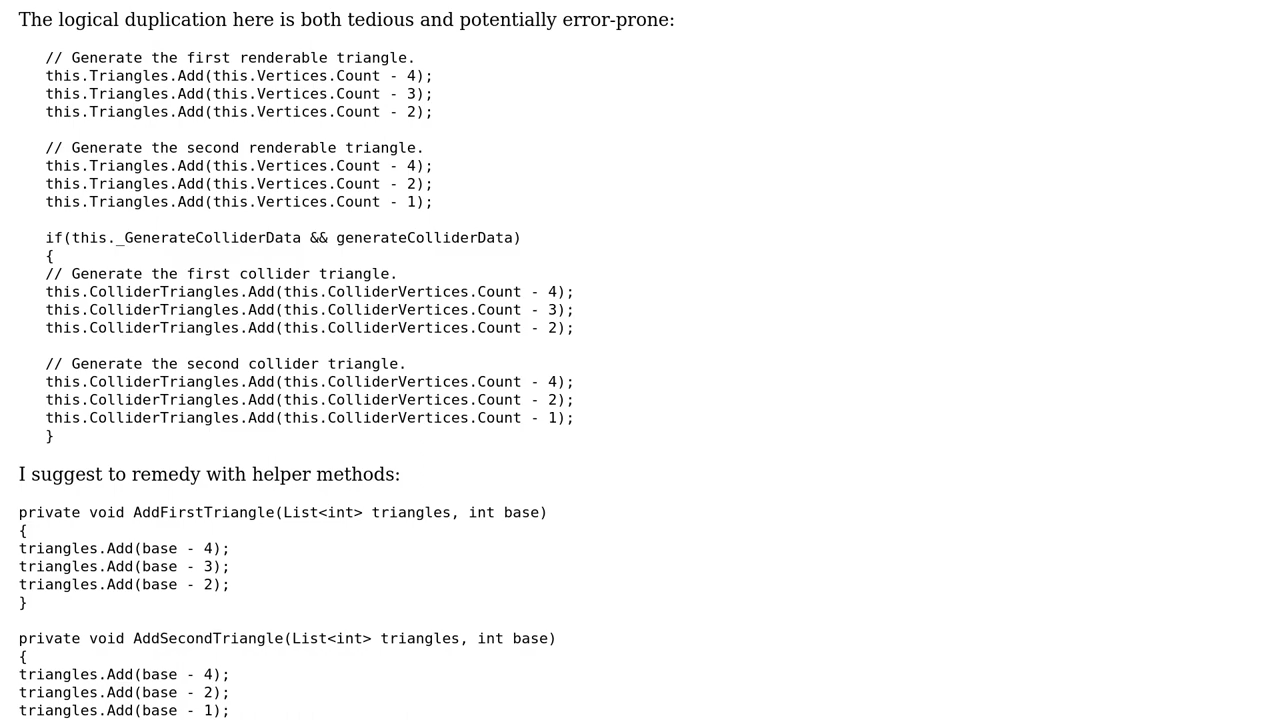 The logical duplication here is both tedious and potentially error-prone:
// Generate the first renderable triangle.
this.Triangles.Add(this.Vertices.Count - 4);
this.Triangles.Add(this.Vertices.Count - 3);
this.Triangles.Add(this.Vertices.Count - 2);
// Generate the second renderable triangle.
this.Triangles.Add(this.Vertices.Count - 4);
this.Triangles.Add(this.Vertices.Count - 2);
this.Triangles.Add(this.Vertices.Count - 1);
if(this._GenerateColliderData && generateColliderData)
{
// Generate the first collider triangle.
this.ColliderTriangles.Add(this.ColliderVertices.Count - 4);
this.ColliderTriangles.Add(this.ColliderVertices.Count - 3);
this.ColliderTriangles.Add(this.ColliderVertices.Count - 2);
// Generate the second collider triangle.
this.ColliderTriangles.Add(this.ColliderVertices.Count - 4);
this.ColliderTriangles.Add(this.ColliderVertices.Count - 2);
this.ColliderTriangles.Add(this.ColliderVertices.Count - 1);
}
I suggest to remedy with helper methods:
private void AddFirstTriangle(List<int> triangles, int base)
{
triangles.Add(base - 4);
triangles.Add(base - 3);
triangles.Add(base - 2);
}
private void AddSecondTriangle(List<int> triangles, int base)
{
triangles.Add(base - 4);
triangles.Add(base - 2);
triangles.Add(base - 1);